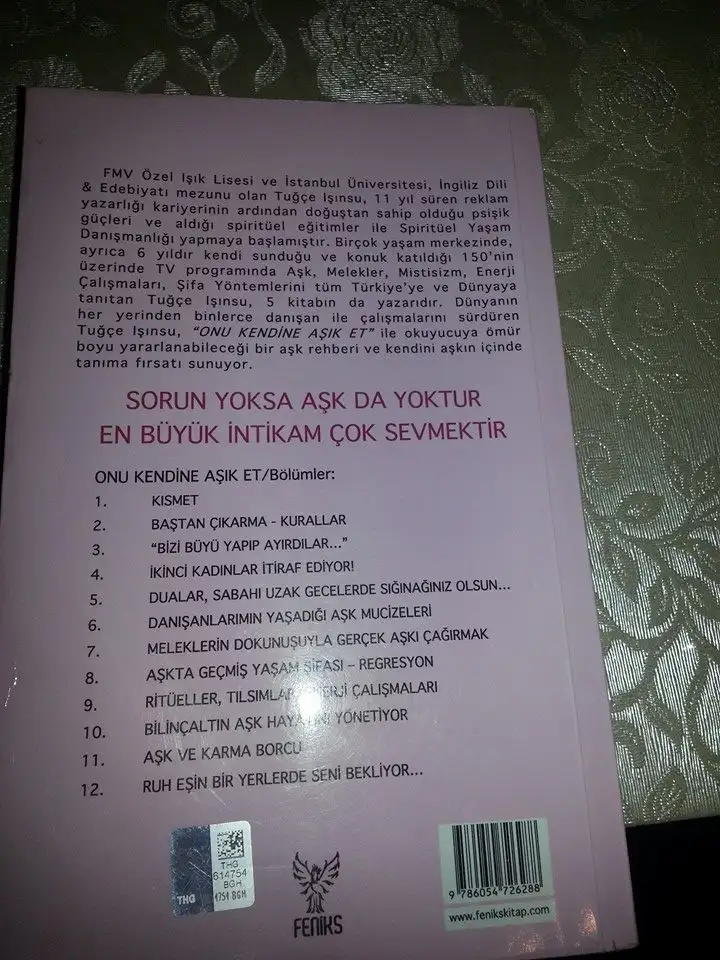 FMV Özel Işık Lisesi ve İstanbul Üniversitesi, İngiliz Dili
& Edebiyatı mezunu olan Tuğçe Işınsu, 11 yıl süren reklam
yazarlığı kariyerinin ardından doğuştan sahip olduğu psişik
güçleri ve aldığı spiritüel eğitimler ile Spiritüel Yaşam
Danışmanlığı yapmaya başlamıştır. Birçok yaşam merkezinde,
ayrıca 6 yıldır kendi sunduğu ve konuk katıldığı 150'nin
üzerinde TV programında Aşk, Melekler, Mistisizm, Enerji
Çalışmaları, Şifa Yöntemlerini tüm Türkiye'ye ve Dünyaya
tanıtan Tuğçe Işınsu, 5 kitabın da yazarıdır. Dünyanın
her yerinden binlerce danışan ile çalışmalarını sürdüren
Tuğçe Işınsu, "ONU KENDİNE AŞIK ET" ile okuyucuya ömür
boyu yararlanabileceği bir aşk rehberi ve kendini aşkın içinde
tanıma fırsatı sunuyor.
SORUN YOKSA AŞK DA YOKTUR
EN BÜYÜK İNTİKAM ÇOK SEVMEKTİR
ONU KENDİNE AŞIK ET/Bölümler:
1. KISMET
2. BAŞTAN ÇIKARMA - KURALLAR
3. "BİZİ BÜYÜ YAPIP AYIRDILAR..."
4. İKİNCİ KADINLAR İTİRAF EDİYOR!
5. DUALAR, SABAHI UZAK GECELERDE SIĞINAĞINIZ OLSUN...
6. DANIŞANLARIMIN YAŞADIĞI AŞK MUCİZELERİ
7. MELEKLERİN DOKUNUŞUYLA GERÇEK AŞKI ÇAĞIRMAK
8. AŞKTA GEÇMİŞ YAŞAM ŞİFASI – REGRESYON
9. RİTÜELLER, TILSIMLAR, ENERJİ ÇALIŞMALARI
10. BİLİNÇALTIN AŞK HAYATINI YÖNETİYOR
11. AŞK VE KARMA BORCU
12. RUH EŞİN BİR YERLERDE SENİ BEKLİYOR...
THG
614754
BGH
THG 4754 BGH
FENİKS
9 786054 726288
www.fenikskitap.com